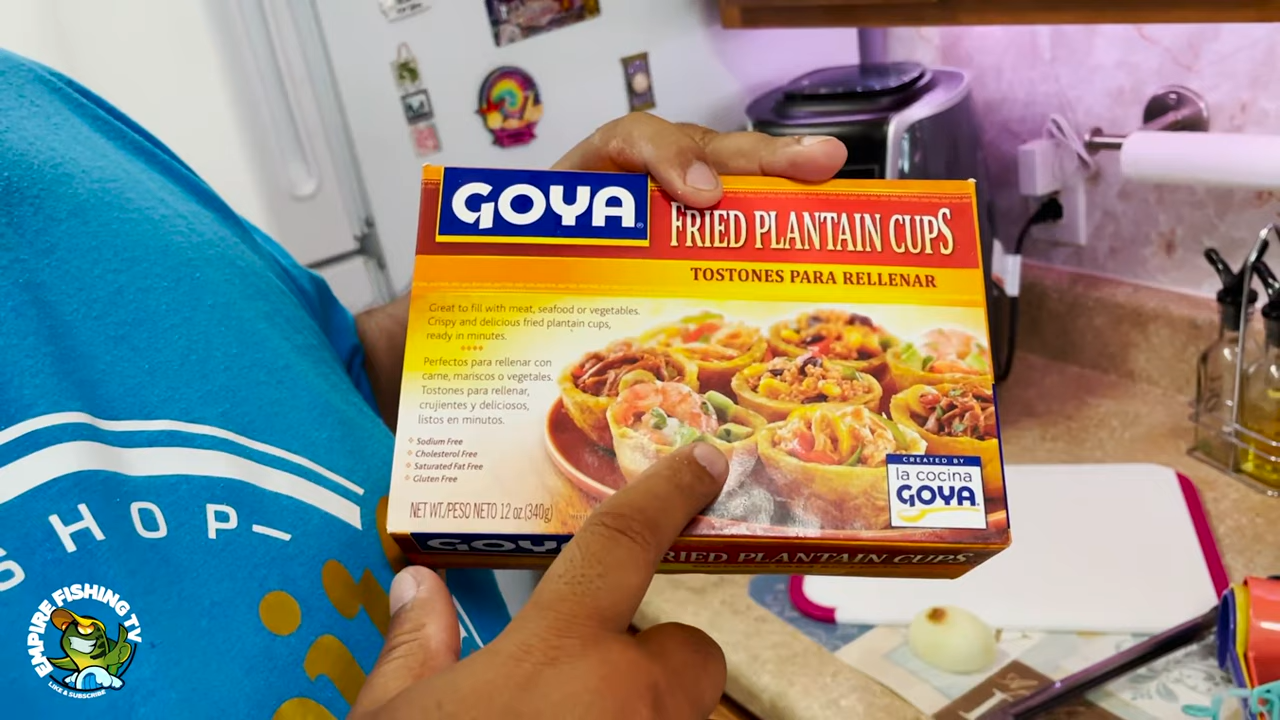 GOYA
FRIED PLANTAIN CUPS
TOSTONES PARA RELLENAR
Great to fill with meat, seafood or vegetables.
Crispy and delicious fried plantain cups,
ready in minutes.
Perfectos para rellenar con
carne, mariscos o vegetales.
Tostones para rellenar,
crujientes y deliciosos,
listos en minutos.
Sodium Free
Cholesterol Free
Saturated Fat Free
Gluten Free
NET WT./PESO NETO 12 oz. (340g)
CREATED BY
la cocina
GOYA
GOYA
FRIED PLANTAIN CUPS
SHOP
EMPIRE FISHING TV
LIKE & SUBSCRIBE